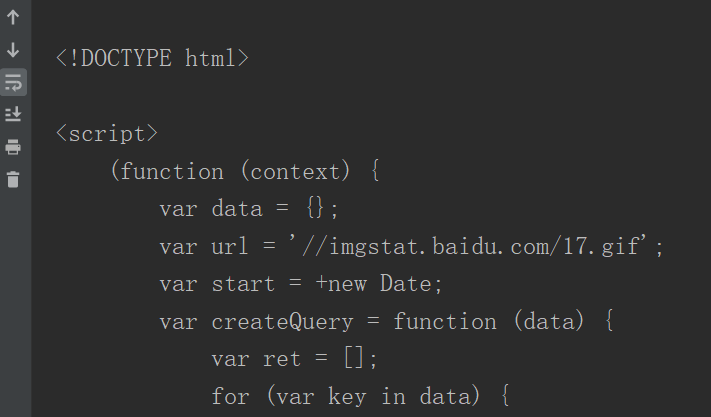 <!DOCTYPE html>
<script>
(function (context) {
var data = {};
var url = '//imgstat.baidu.com/17.gif';
var start = +new Date;
var createQuery = function (data) {
var ret = [];
for (var key in data) {